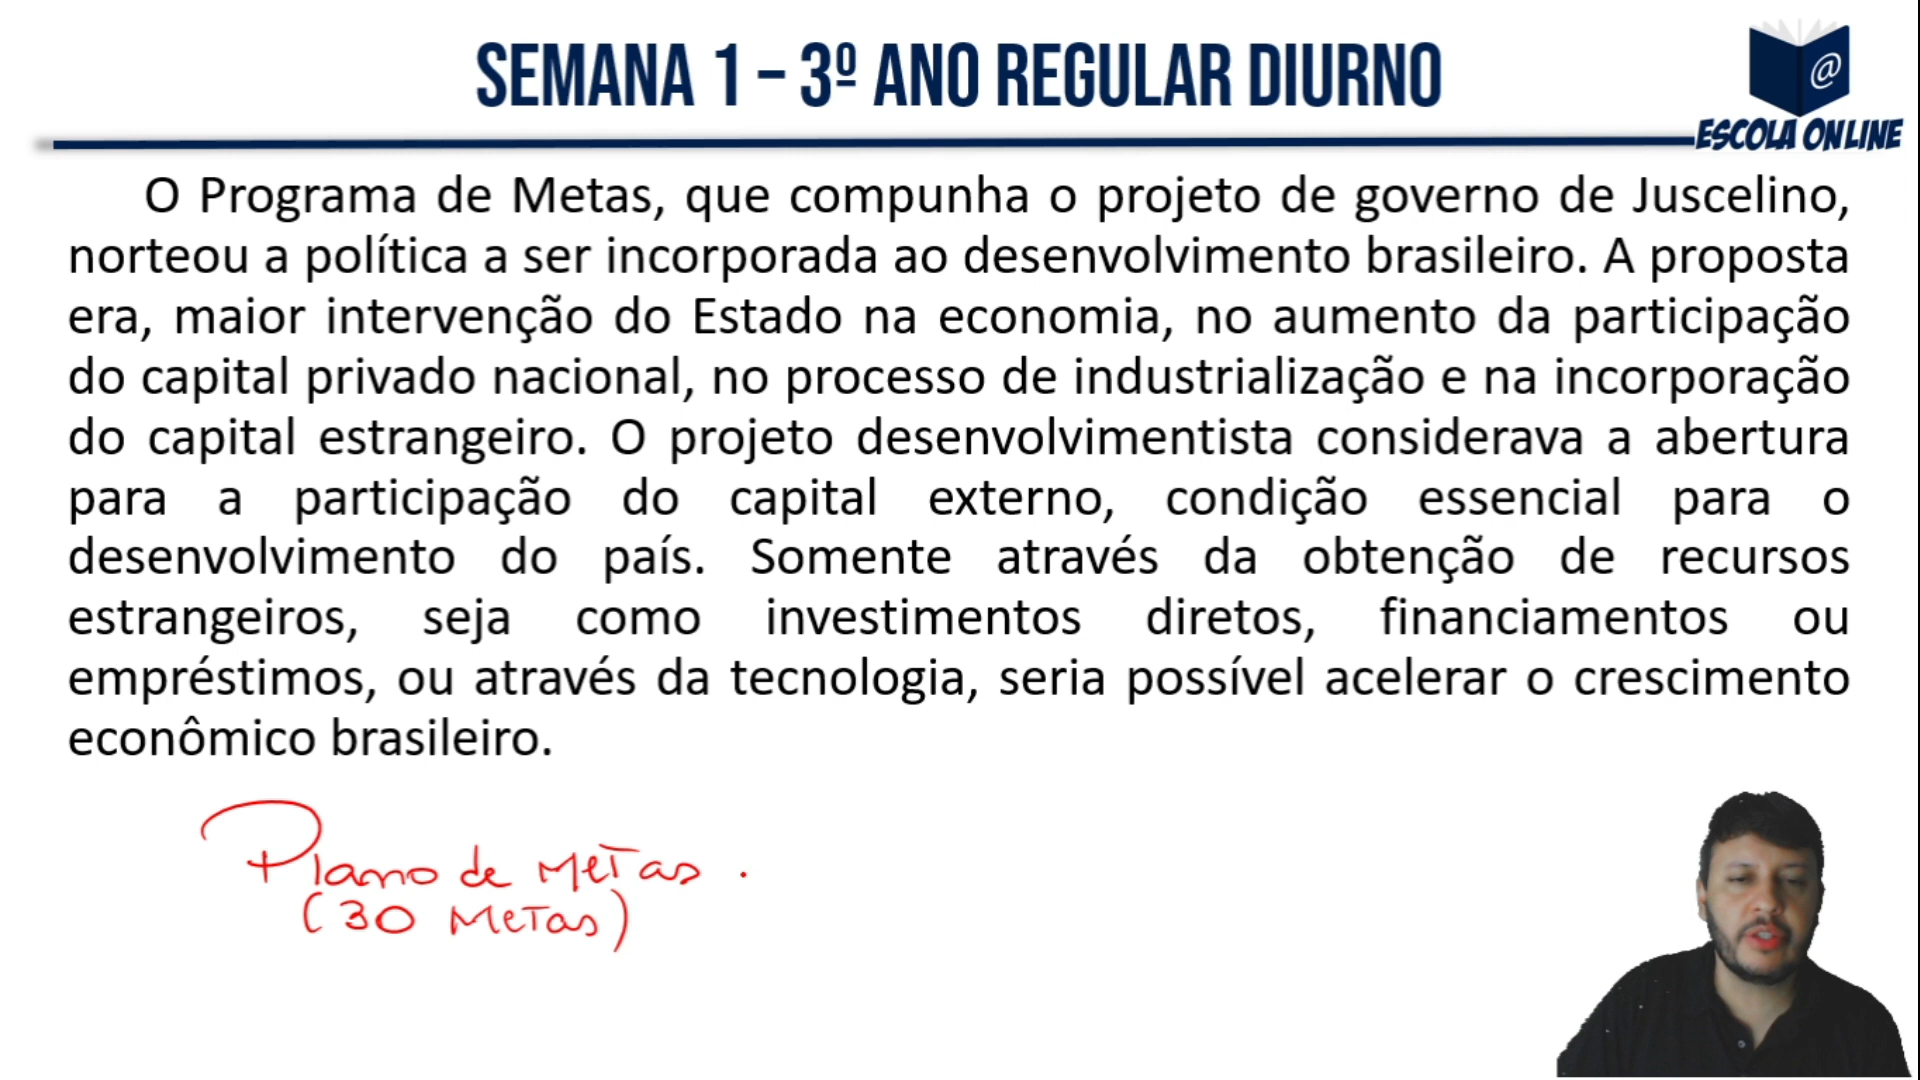 SEMANA 1 – 3º ANO REGULAR DIURNO
@
ESCOLA ONLINE
O Programa de Metas, que compunha o projeto de governo de Juscelino,
norteou a política a ser incorporada ao desenvolvimento brasileiro. A proposta
era, maior intervenção do Estado na economia, no aumento da participação
do capital privado nacional, no processo de industrialização e na incorporação
do capital estrangeiro. O projeto desenvolvimentista considerava a abertura
para a participação do capital externo, condição essencial para o
desenvolvimento do país. Somente através da obtenção de recursos
estrangeiros, seja como investimentos diretos, financiamentos ou
empréstimos, ou através da tecnologia, seria possível acelerar o crescimento
econômico brasileiro.
Plano de Metas .
(30 Metas)